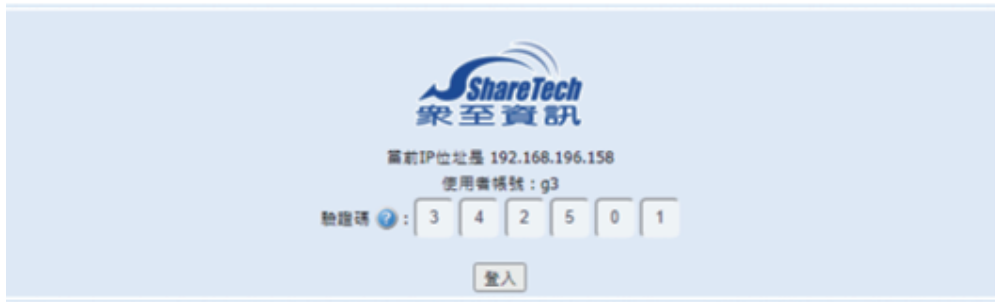 ShareTech
眾至資訊
當前IP位址是 192.168.196.158
使用者帳號：g3
驗證碼 ? : 3 4 2 5 0 1
登入